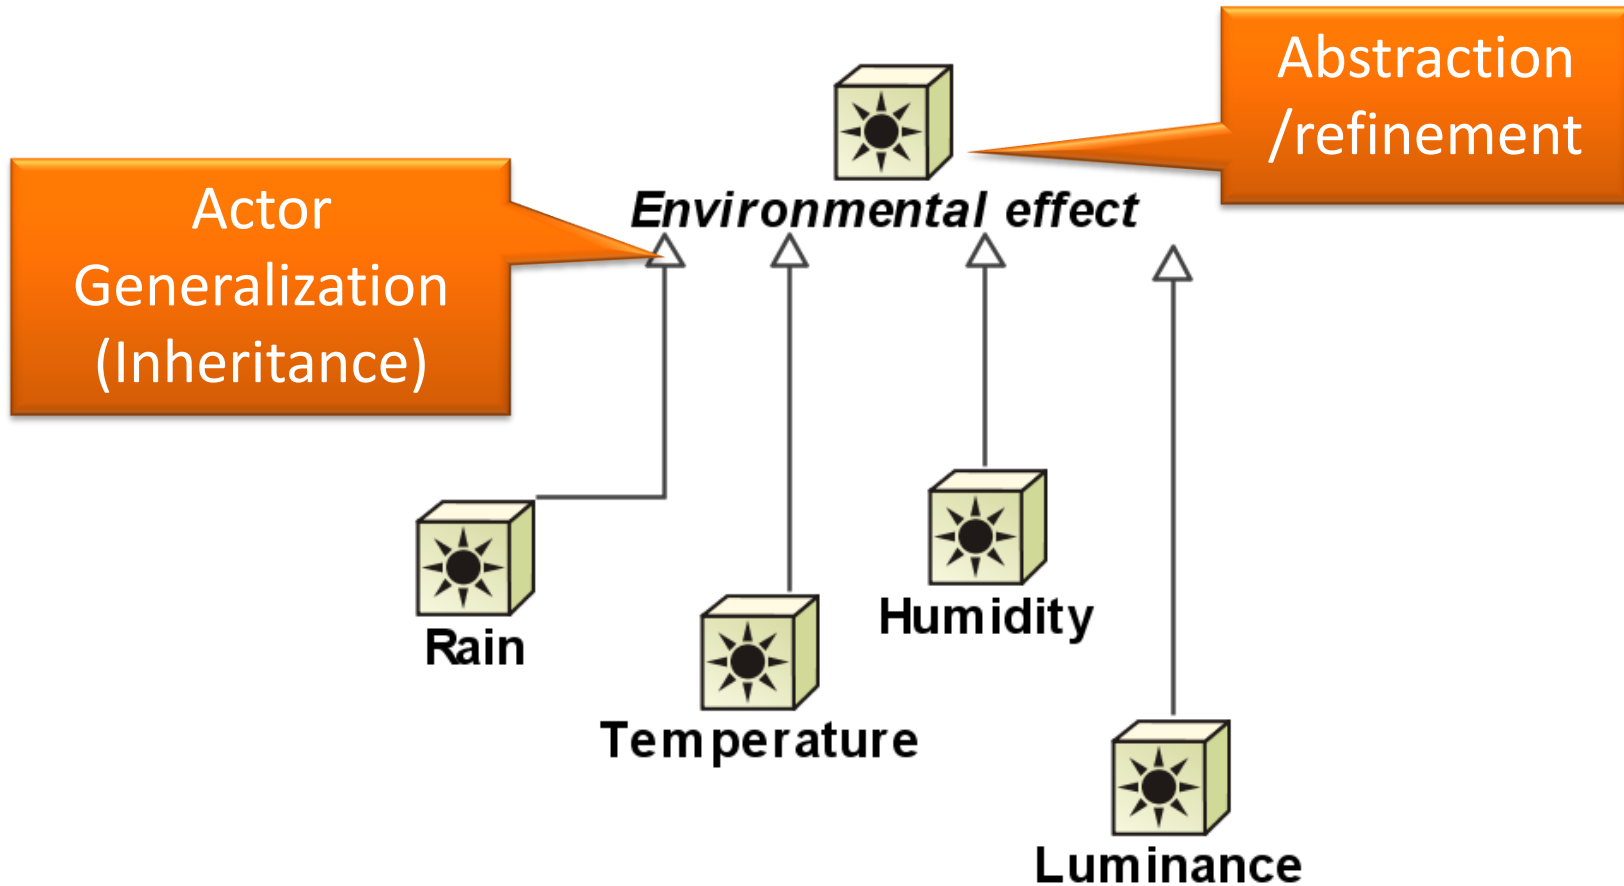 Abstraction
/refinement
Actor
Generalization
(Inheritance)
Environmental effect
Rain
Humidity
Temperature
Luminance